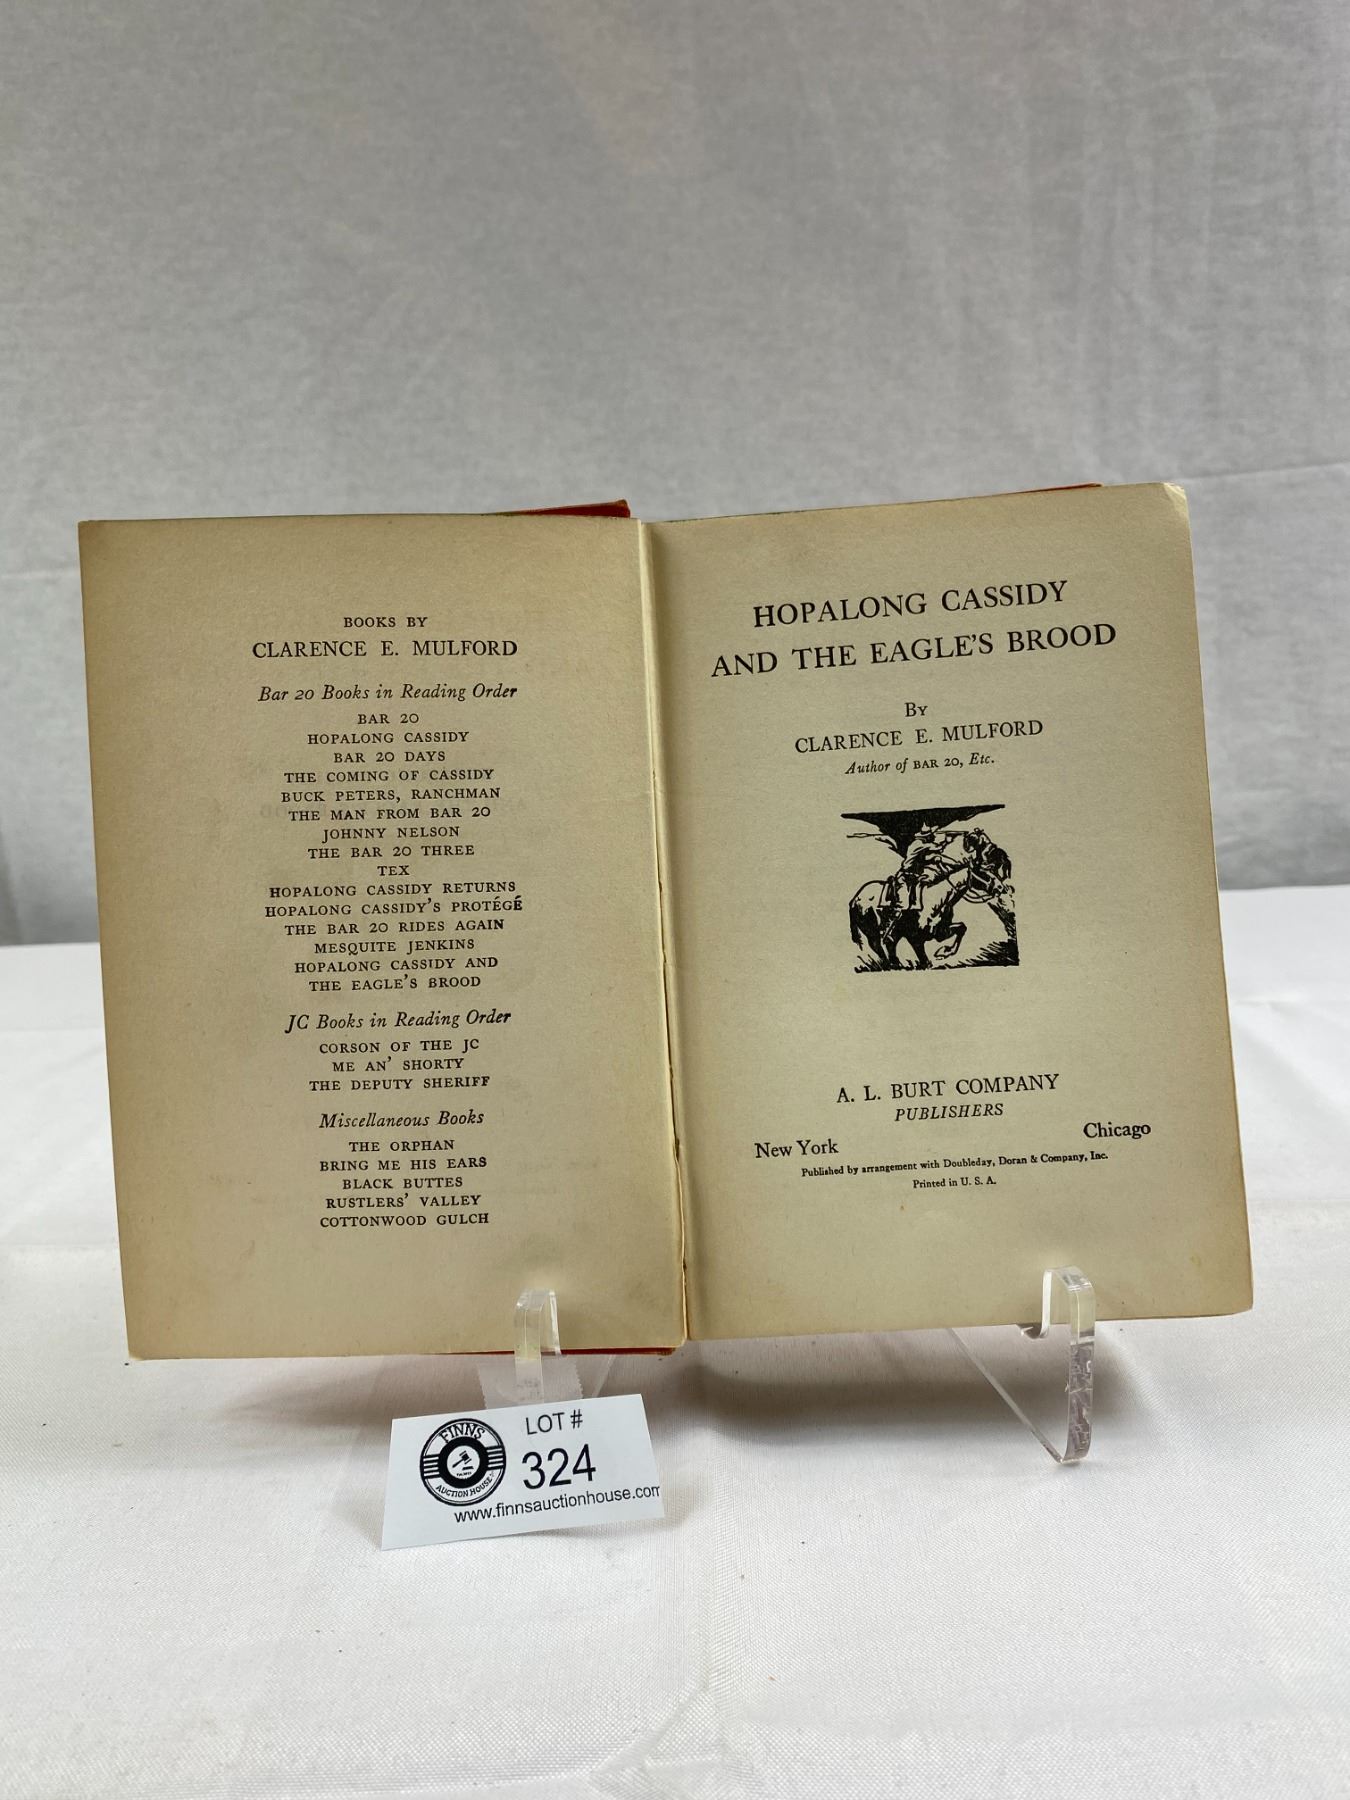 BOOKS BY
CLARENCE E. MULFORD
Bar 20 Books in Reading Order
BAR 20
HOPALONG CASSIDY
BAR 20 DAYS
THE COMING OF CASSIDY
BUCK PETERS, RANCHMAN
THE MAN FROM BAR 20
JOHNNY NELSON
THE BAR 20 THREE
TEX
HOPALONG CASSIDY RETURNS
HOPALONG CASSIDY'S PROTÉGÉ
THE BAR 20 RIDES AGAIN
MESQUITE JENKINS
HOPALONG CASSIDY AND
THE EAGLE'S BROOD
JC Books in Reading Order
CORSON OF THE JC
ME AN' SHORTY
THE DEPUTY SHERIFF
Miscellaneous Books
THE ORPHAN
BRING ME HIS EARS
BLACK BUTTES
RUSTLERS' VALLEY
COTTONWOOD GULCH
HOPALONG CASSIDY
AND THE EAGLE'S BROOD
By
CLARENCE E. MULFORD
Author of BAR 20, Etc.
A. L. BURT COMPANY
PUBLISHERS
New York Chicago
Published by arrangement with Doubleday, Doran & Company, Inc.
Printed in U. S. A.
FINNS
AUCTION HOUSE
LOT #
324
www.finnsauctionhouse.com